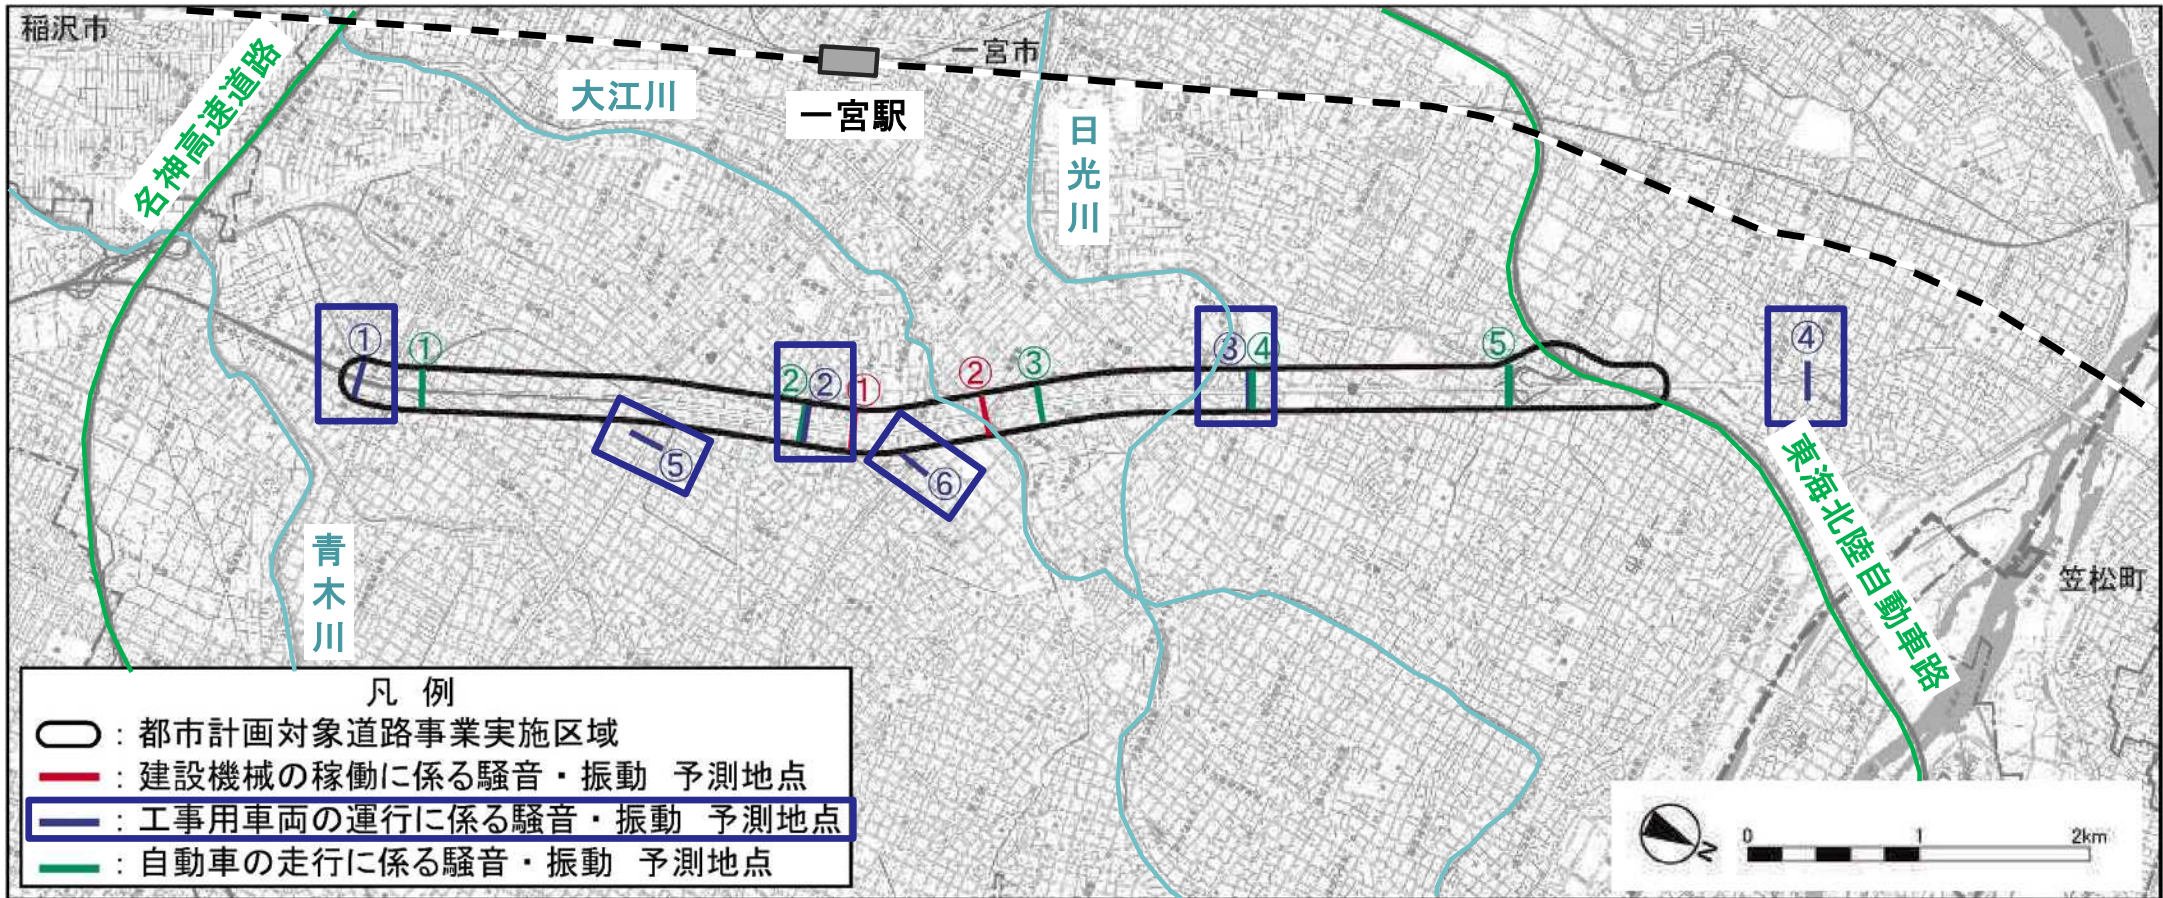 稲沢市
一宮市
名神高速道路
大江川
一宮駅
日光川
①
①
②
②
①
②
③
③
④
⑤
④
⑤
⑥
青木川
東海北陸自動車路
笠松町
凡 例
：都市計画対象道路事業実施区域
：建設機械の稼働に係る騒音・振動 予測地点
：工事用車両の運行に係る騒音・振動 予測地点
：自動車の走行に係る騒音・振動 予測地点
N
0 1 2km